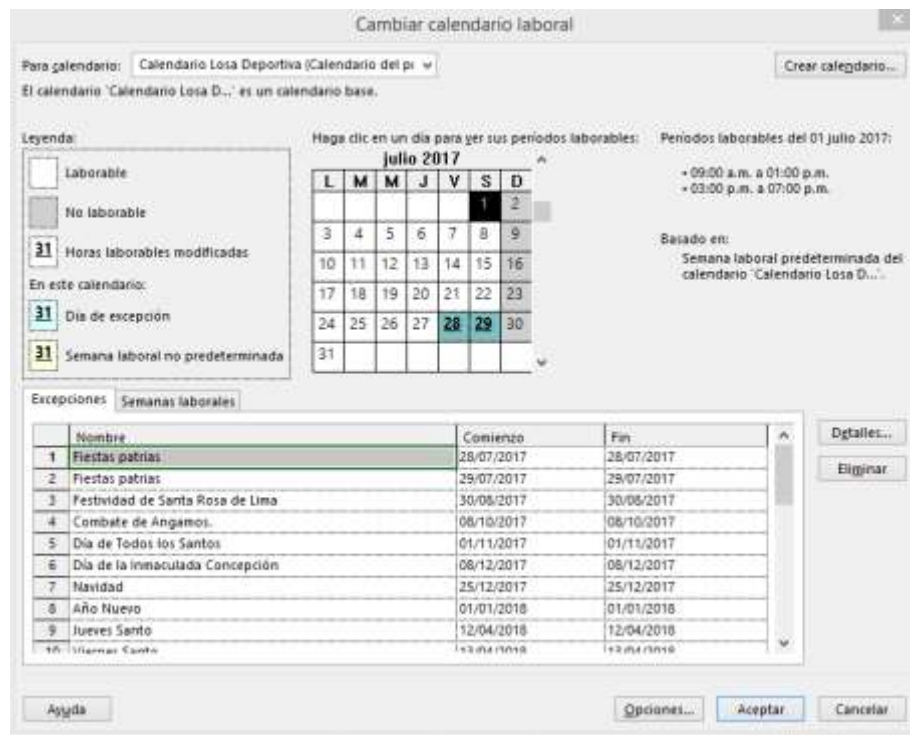 Cambiar calendario laboral
Para calendario: Calendario Losa Deportiva (Calendario del pr
Crear calendario...
El calendario 'Calendario Losa D...' es un calendario base.
Leyenda:
Laborable
No laborable
31 Horas laborables modificadas
En este calendario:
31 Día de excepción
31 Semana laboral no predeterminada
Haga clic en un día para ver sus períodos laborables:
julio 2017
L M M J V S D
1 2
3 4 5 6 7 8 9
10 11 12 13 14 15 16
17 18 19 20 21 22 23
24 25 26 27 28 29 30
31
Períodos laborables del 01 julio 2017:
• 09:00 a.m. a 01:00 p.m.
• 03:00 p.m. a 07:00 p.m.
Basado en:
Semana laboral predeterminada del
calendario 'Calendario Losa D...'.
Excepciones Semanas laborales
Nombre Comienzo Fin
1 Fiestas patrias 28/07/2017 28/07/2017
2 Fiestas patrias 29/07/2017 29/07/2017
3 Festividad de Santa Rosa de Lima 30/08/2017 30/08/2017
4 Combate de Angamos. 08/10/2017 08/10/2017
5 Día de Todos los Santos 01/11/2017 01/11/2017
6 Día de la Inmaculada Concepción 08/12/2017 08/12/2017
7 Navidad 25/12/2017 25/12/2017
8 Año Nuevo 01/01/2018 01/01/2018
9 Jueves Santo 12/04/2018 12/04/2018
10 Viernes Santo 13/04/2018 13/04/2018
Detalles...
Eliminar
Ayuda
Opciones...
Aceptar
Cancelar